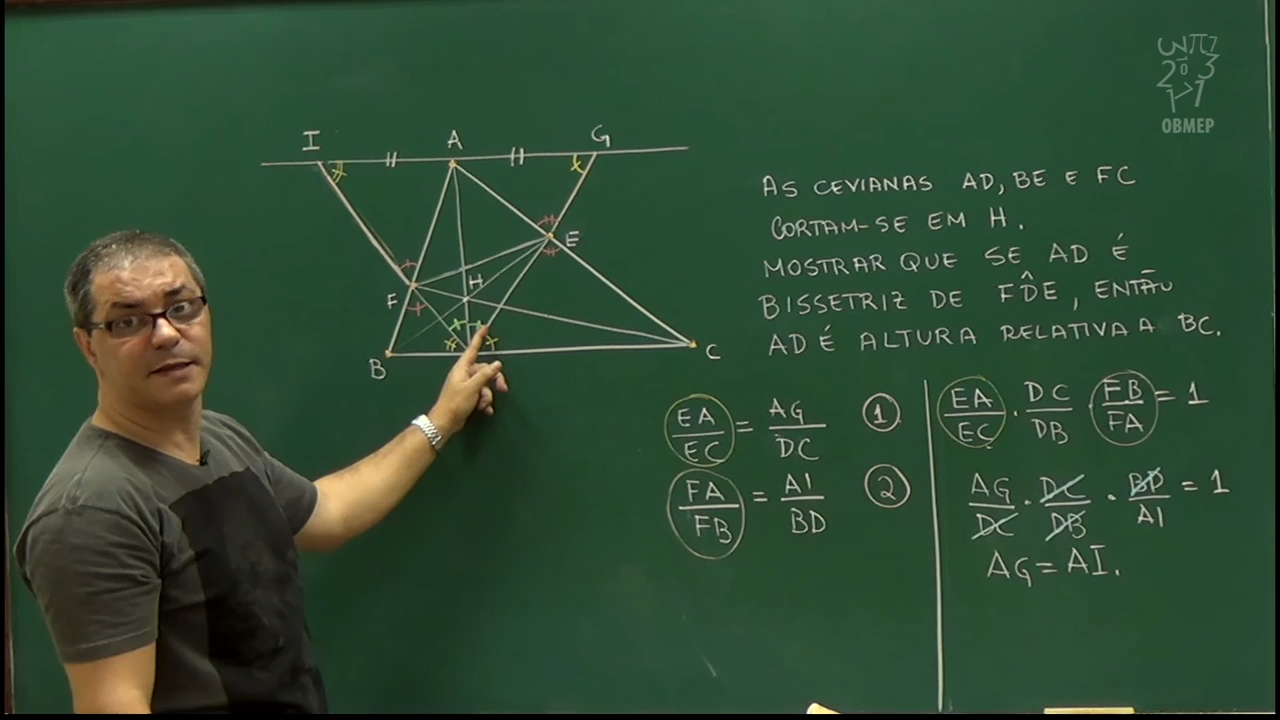 I A G
E
F H
B C
AS CEVIANAS AD, BE E FC
CORTAM-SE EM H.
MOSTRAR QUE SE AD É
BISSETRIZ DE FD̂E, ENTÃO
AD É ALTURA RELATIVA A BC.
EA/EC = AG/DC ①
FA/FB = AI/BD ②
EA/EC · DC/DB · FB/FA = 1
AG/DC · DC/DB · BD/AI = 1
AG = AI.
OBMEP